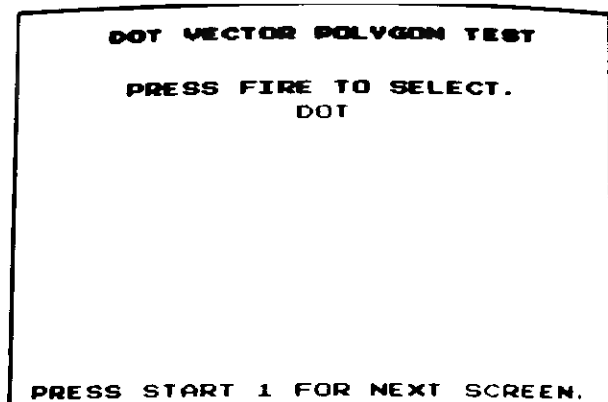 DOT VECTOR POLYGON TEST
PRESS FIRE TO SELECT.
DOT
PRESS START 1 FOR NEXT SCREEN.